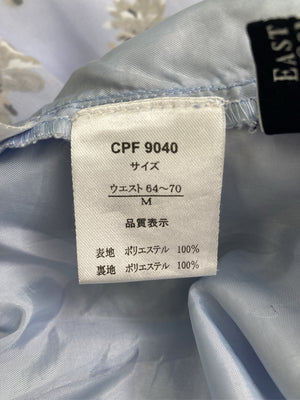 EAST
CPF 9040
サイズ
ウエスト 64〜70
M
品質表示
表地 ポリエステル 100%
裏地 ポリエステル 100%